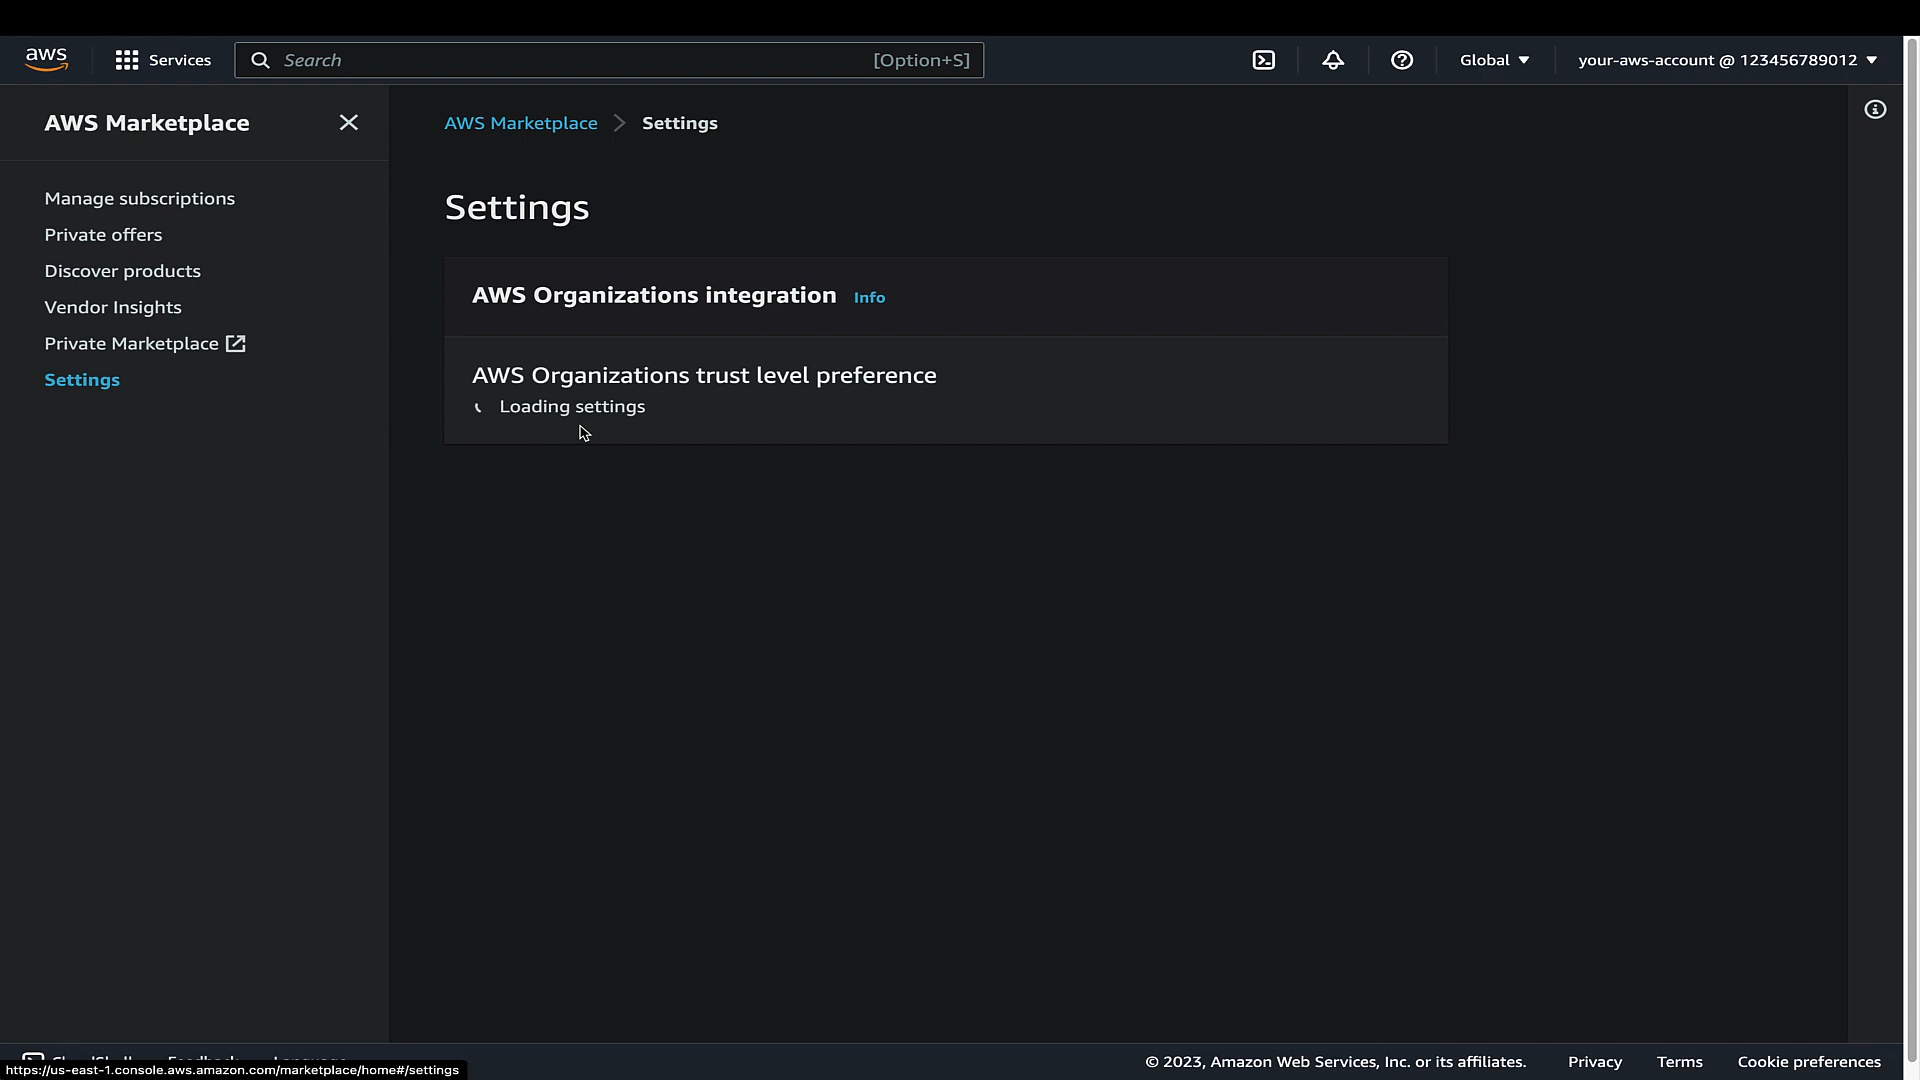 aws
Services
Search
[Option+S]
Global
your-aws-account @ 123456789012
AWS Marketplace
AWS Marketplace
Settings
Manage subscriptions
Private offers
Discover products
Vendor Insights
Private Marketplace
Settings
Settings
AWS Organizations integration Info
AWS Organizations trust level preference
Loading settings
© 2023, Amazon Web Services, Inc. or its affiliates.
Privacy
Terms
Cookie preferences
https://us-east-1.console.aws.amazon.com/marketplace/home#/settings